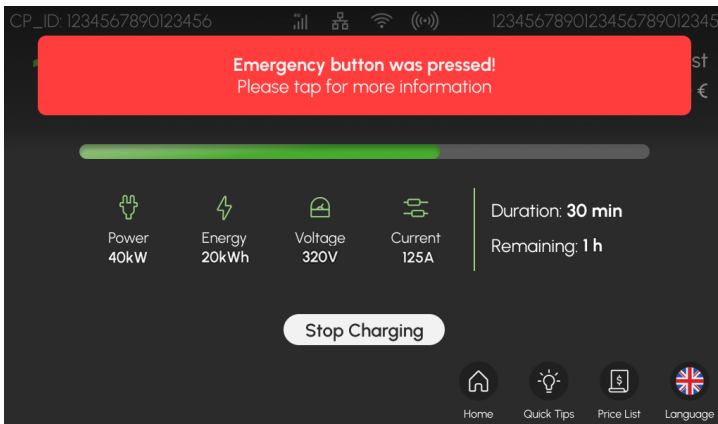 CP_ID: 1234567890123456
1234567890123456789012345
Emergency button was pressed!
Please tap for more information
st
€
Power
40kW
Energy
20kWh
Voltage
320V
Current
125A
Duration: 30 min
Remaining: 1 h
Stop Charging
Home
Quick Tips
Price List
Language